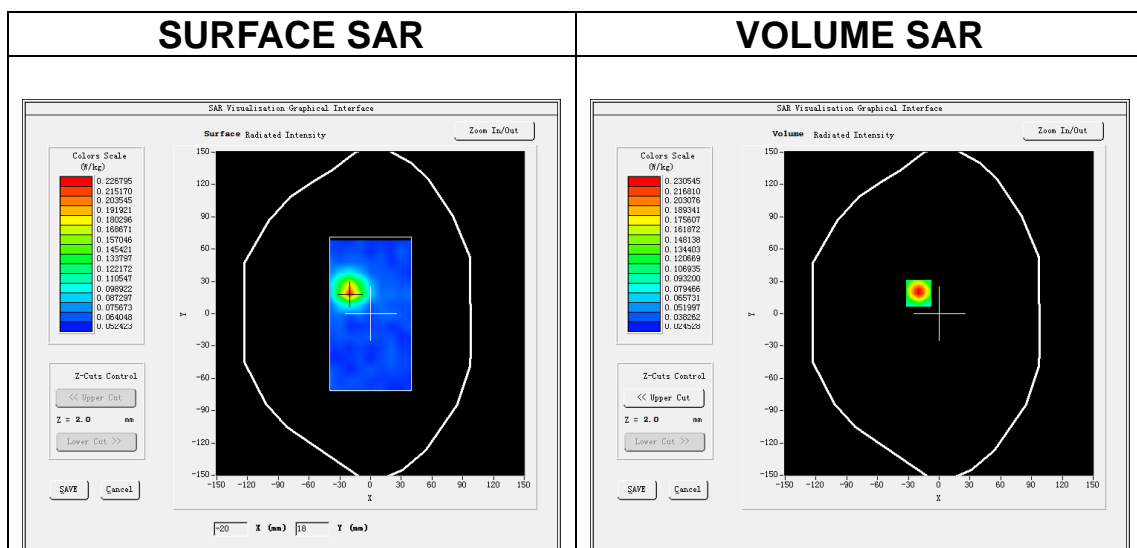 SURFACE SAR
VOLUME SAR
SAR Visualisation Graphical Interface
Surface Radiated Intensity
Zoom In/Out
Colors Scale
(W/kg)
0.226795
0.215170
0.203545
0.191921
0.180296
0.168671
0.157046
0.145421
0.133797
0.122172
0.110547
0.098922
0.087297
0.075673
0.064048
0.052423
150
120
90
60
30
0
-30
-60
-90
-120
-150
Y
-150 -120 -90 -60 -30 0 30 60 90 120 150
X
Z-Cuts Control
<< Upper Cut
Z = 2.0 mm
Lower Cut >>
SAVE Cancel
-20 X (mm) 18 Y (mm)
SAR Visualisation Graphical Interface
Volume Radiated Intensity
Zoom In/Out
Colors Scale
(W/kg)
0.230545
0.216810
0.203076
0.189341
0.175607
0.161872
0.148138
0.134403
0.120669
0.106935
0.093200
0.079466
0.065731
0.051997
0.038262
0.024528
150
120
90
60
30
0
-30
-60
-90
-120
-150
Y
-150 -120 -90 -60 -30 0 30 60 90 120 150
X
Z-Cuts Control
<< Upper Cut
Z = 2.0 mm
Lower Cut >>
SAVE Cancel